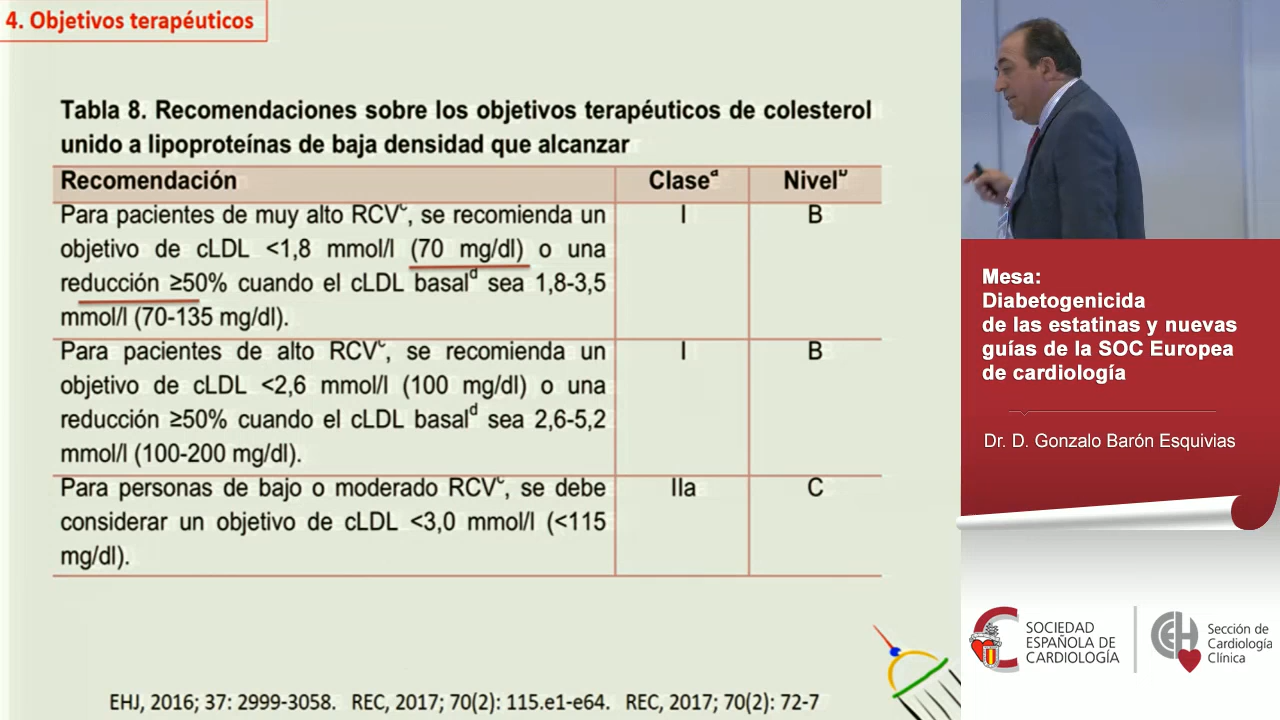 4. Objetivos terapéuticos
Tabla 8. Recomendaciones sobre los objetivos terapéuticos de colesterol
unido a lipoproteínas de baja densidad que alcanzar
Recomendación Claseª Nivelᵇ
Para pacientes de muy alto RCVᶜ, se recomienda un I B
objetivo de cLDL <1,8 mmol/l (70 mg/dl) o una
reducción ≥50% cuando el cLDL basalᵈ sea 1,8-3,5
mmol/l (70-135 mg/dl).
Para pacientes de alto RCVᶜ, se recomienda un I B
objetivo de cLDL <2,6 mmol/l (100 mg/dl) o una
reducción ≥50% cuando el cLDL basalᵈ sea 2,6-5,2
mmol/l (100-200 mg/dl).
Para personas de bajo o moderado RCVᶜ, se debe IIa C
considerar un objetivo de cLDL <3,0 mmol/l (<115
mg/dl).
EHJ, 2016; 37: 2999-3058. REC, 2017; 70(2): 115.e1-e64. REC, 2017; 70(2): 72-7
Mesa:
Diabetogenicida
de las estatinas y nuevas
guías de la SOC Europea
de cardiología
Dr. D. Gonzalo Barón Esquivias
SOCIEDAD
ESPAÑOLA DE
CARDIOLOGÍA
Sección de
Cardiología
Clínica